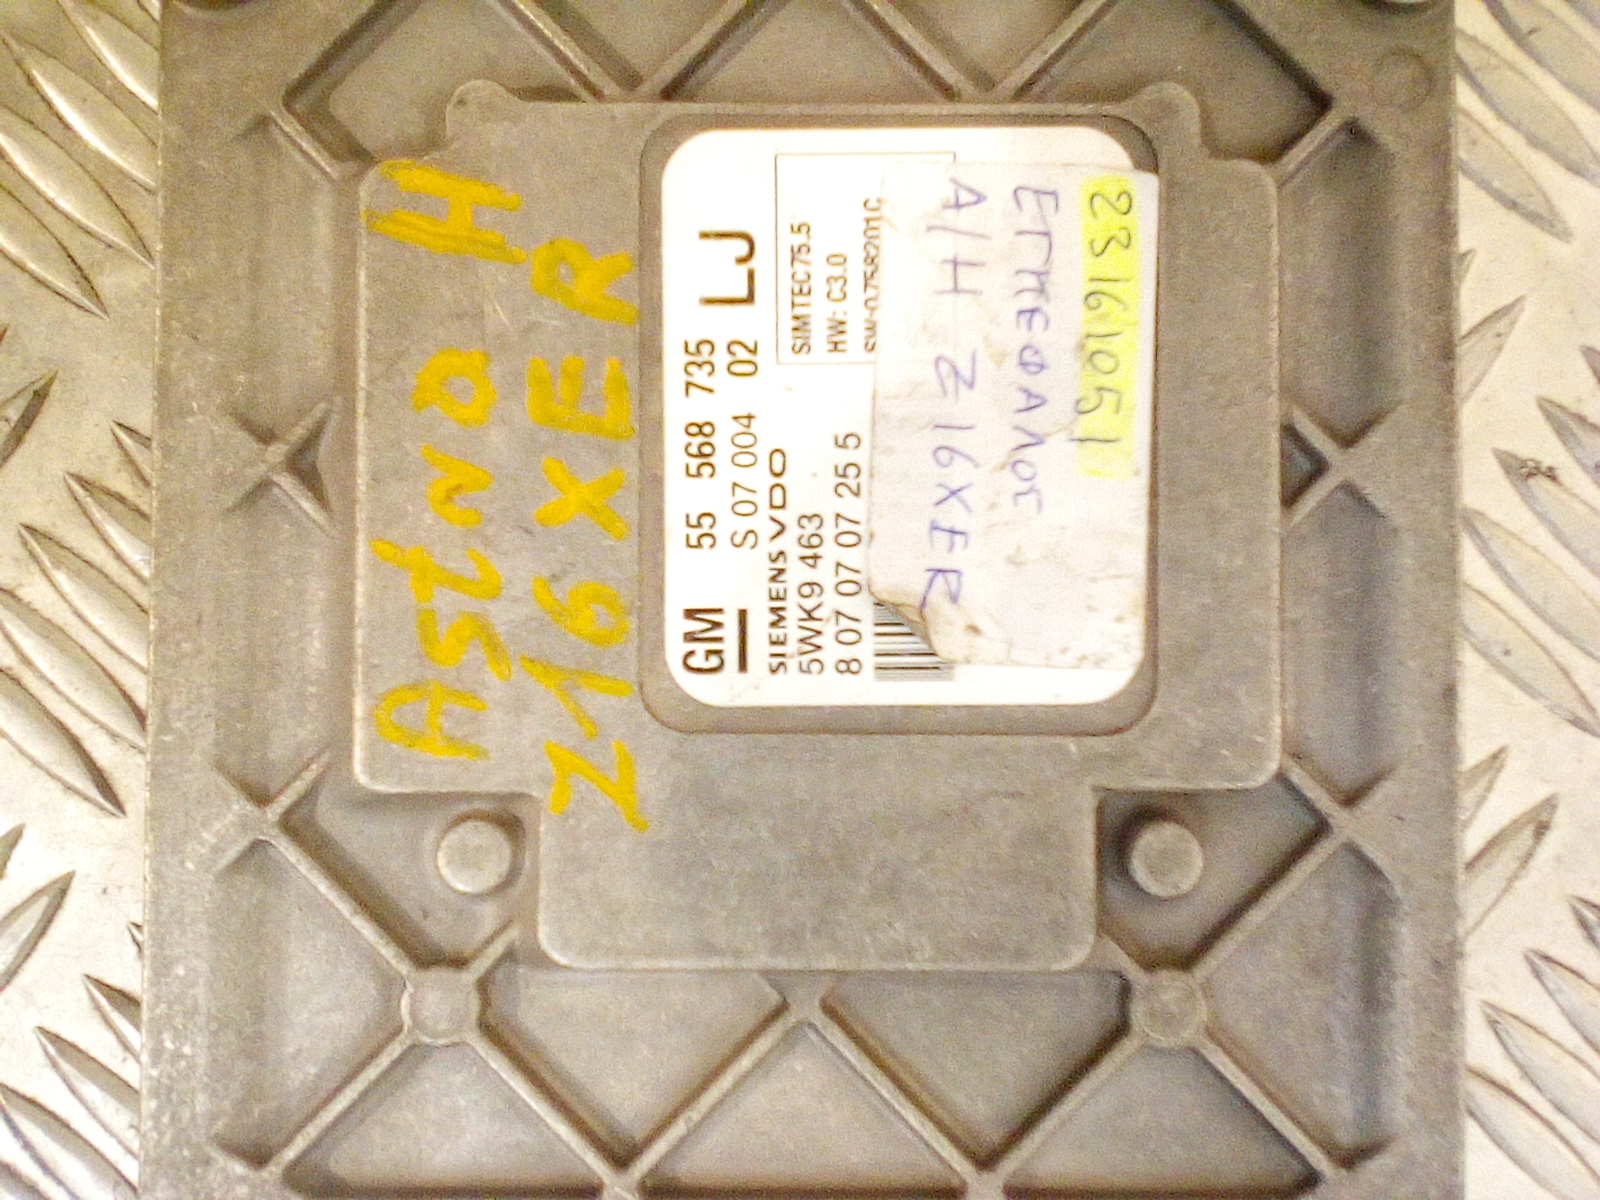 Astra H
Z16XER
GM 55 568 735
S 07 004 02 LJ
SIEMENS VDO
5WK9 463
8 07 07 07 25 5
SIMTEC75.5
HW: C3.0
23161051
ΕΓΚΕΦΑΛΟΣ
A/H Z16XER